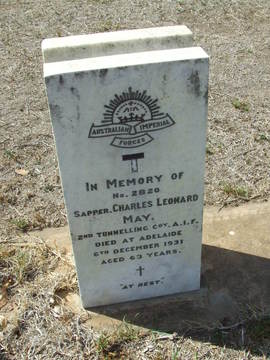 AUSTRALIAN IMPERIAL
FORCES
IN MEMORY OF
NO. 2820
SAPPER. CHARLES LEONARD
MAY.
2ND TUNNELLING COY. A.I.F.
DIED AT ADELAIDE
6TH DECEMBER 1931
AGED 63 YEARS.
"AT REST."